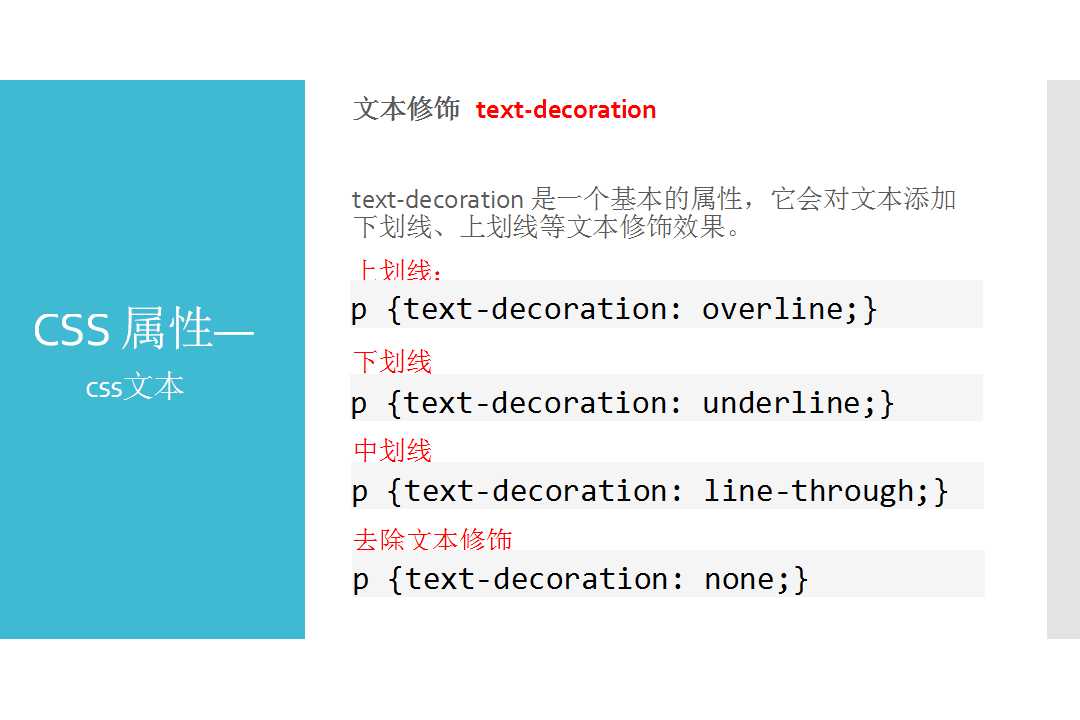 CSS 属性—
css文本
文本修饰 text-decoration
text-decoration 是一个基本的属性，它会对文本添加
下划线、上划线等文本修饰效果。
上划线：
p {text-decoration: overline;}
下划线
p {text-decoration: underline;}
中划线
p {text-decoration: line-through;}
去除文本修饰
p {text-decoration: none;}